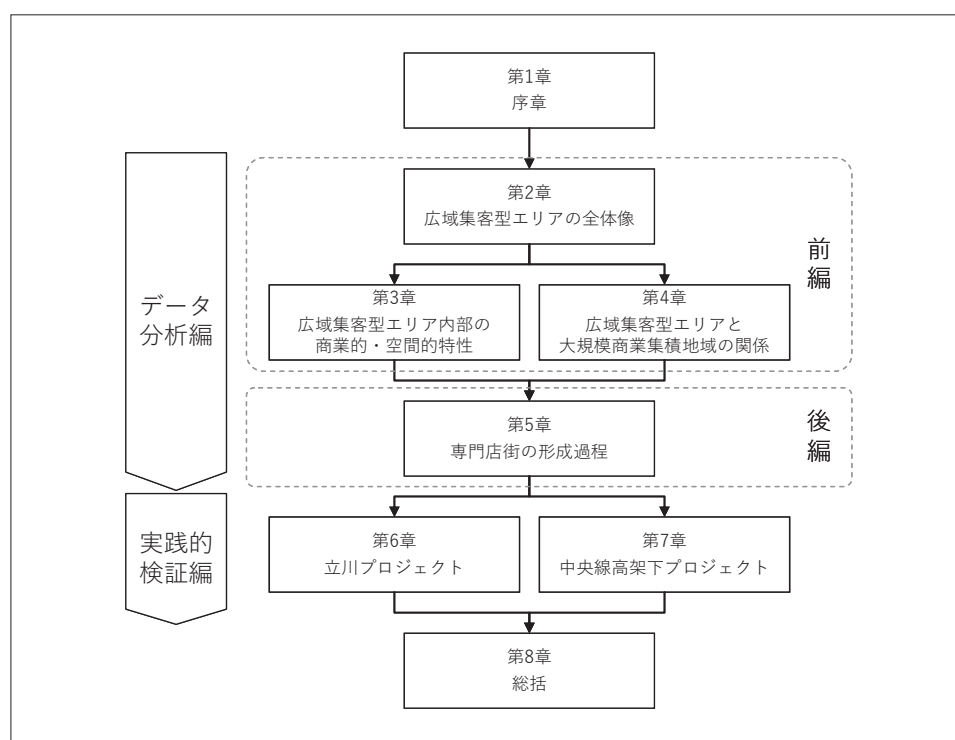 第1章
序章
データ
分析編
第2章
広域集客型エリアの全体像
前
編
第3章
広域集客型エリア内部の
商業的・空間的特性
第4章
広域集客型エリアと
大規模商業集積地域の関係
第5章
専門店街の形成過程
後
編
実践的
検証編
第6章
立川プロジェクト
第7章
中央線高架下プロジェクト
第8章
総括